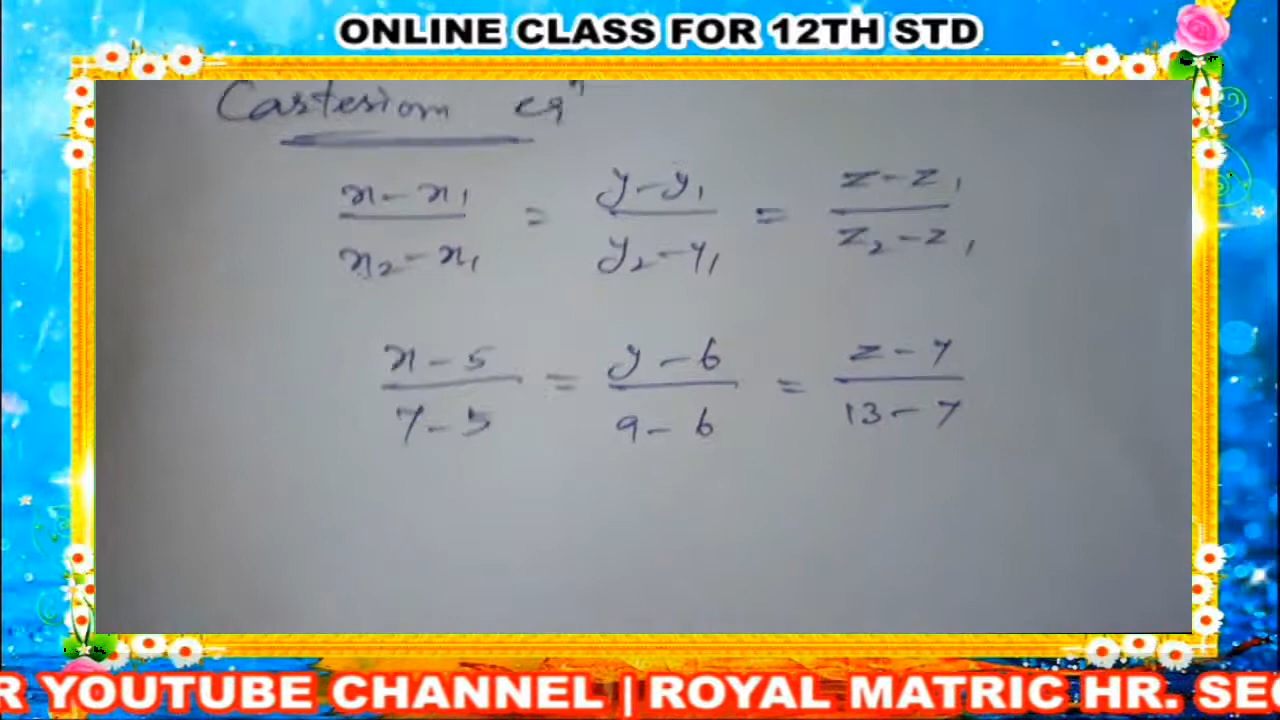 ONLINE CLASS FOR 12TH STD
Cartesian eqⁿ
x - x₁ / x₂ - x₁ = y - y₁ / y₂ - y₁ = z - z₁ / z₂ - z₁
x - 5 / 7 - 5 = y - 6 / 9 - 6 = z - 7 / 13 - 7
R YOUTUBE CHANNEL | ROYAL MATRIC HR. SEC